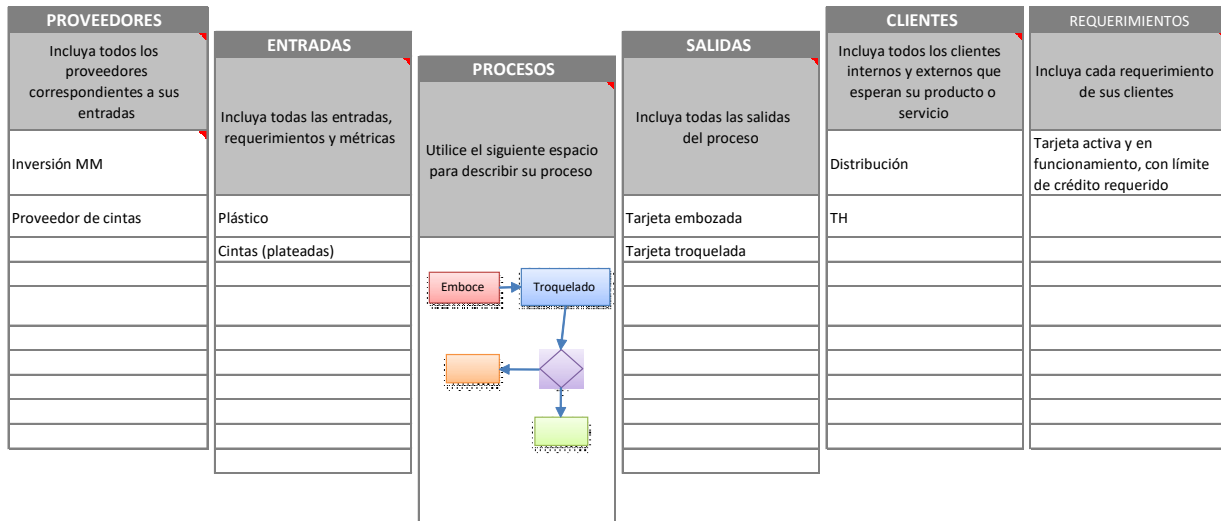 PROVEEDORES
Incluya todos los
proveedores
correspondientes a sus
entradas
Inversión MM
Proveedor de cintas
ENTRADAS
Incluya todas las entradas,
requerimientos y métricas
Plástico
Cintas (plateadas)
PROCESOS
Utilice el siguiente espacio
para describir su proceso
Emboce
Troquelado
SALIDAS
Incluya todas las salidas
del proceso
Tarjeta embozada
Tarjeta troquelada
CLIENTES
Incluya todos los clientes
internos y externos que
esperan su producto o
servicio
Distribución
TH
REQUERIMIENTOS
Incluya cada requerimiento
de sus clientes
Tarjeta activa y en
funcionamiento, con límite
de crédito requerido